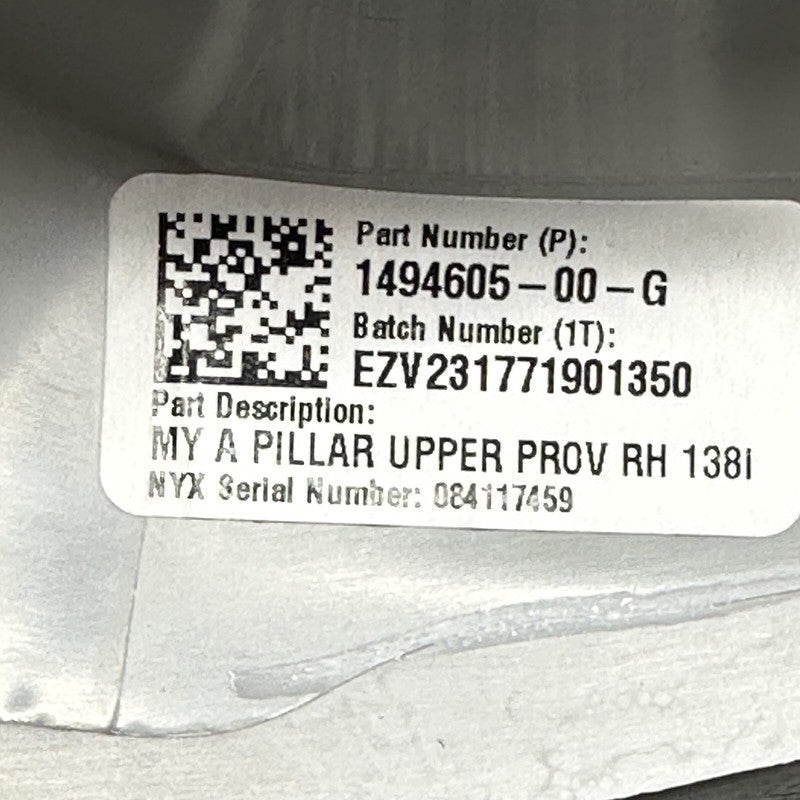 Part Number (P):
1494605-00-G
Batch Number (1T):
EZV231771901350
Part Description:
MY A PILLAR UPPER PROV RH 138I
NYX Serial Number: 084117459